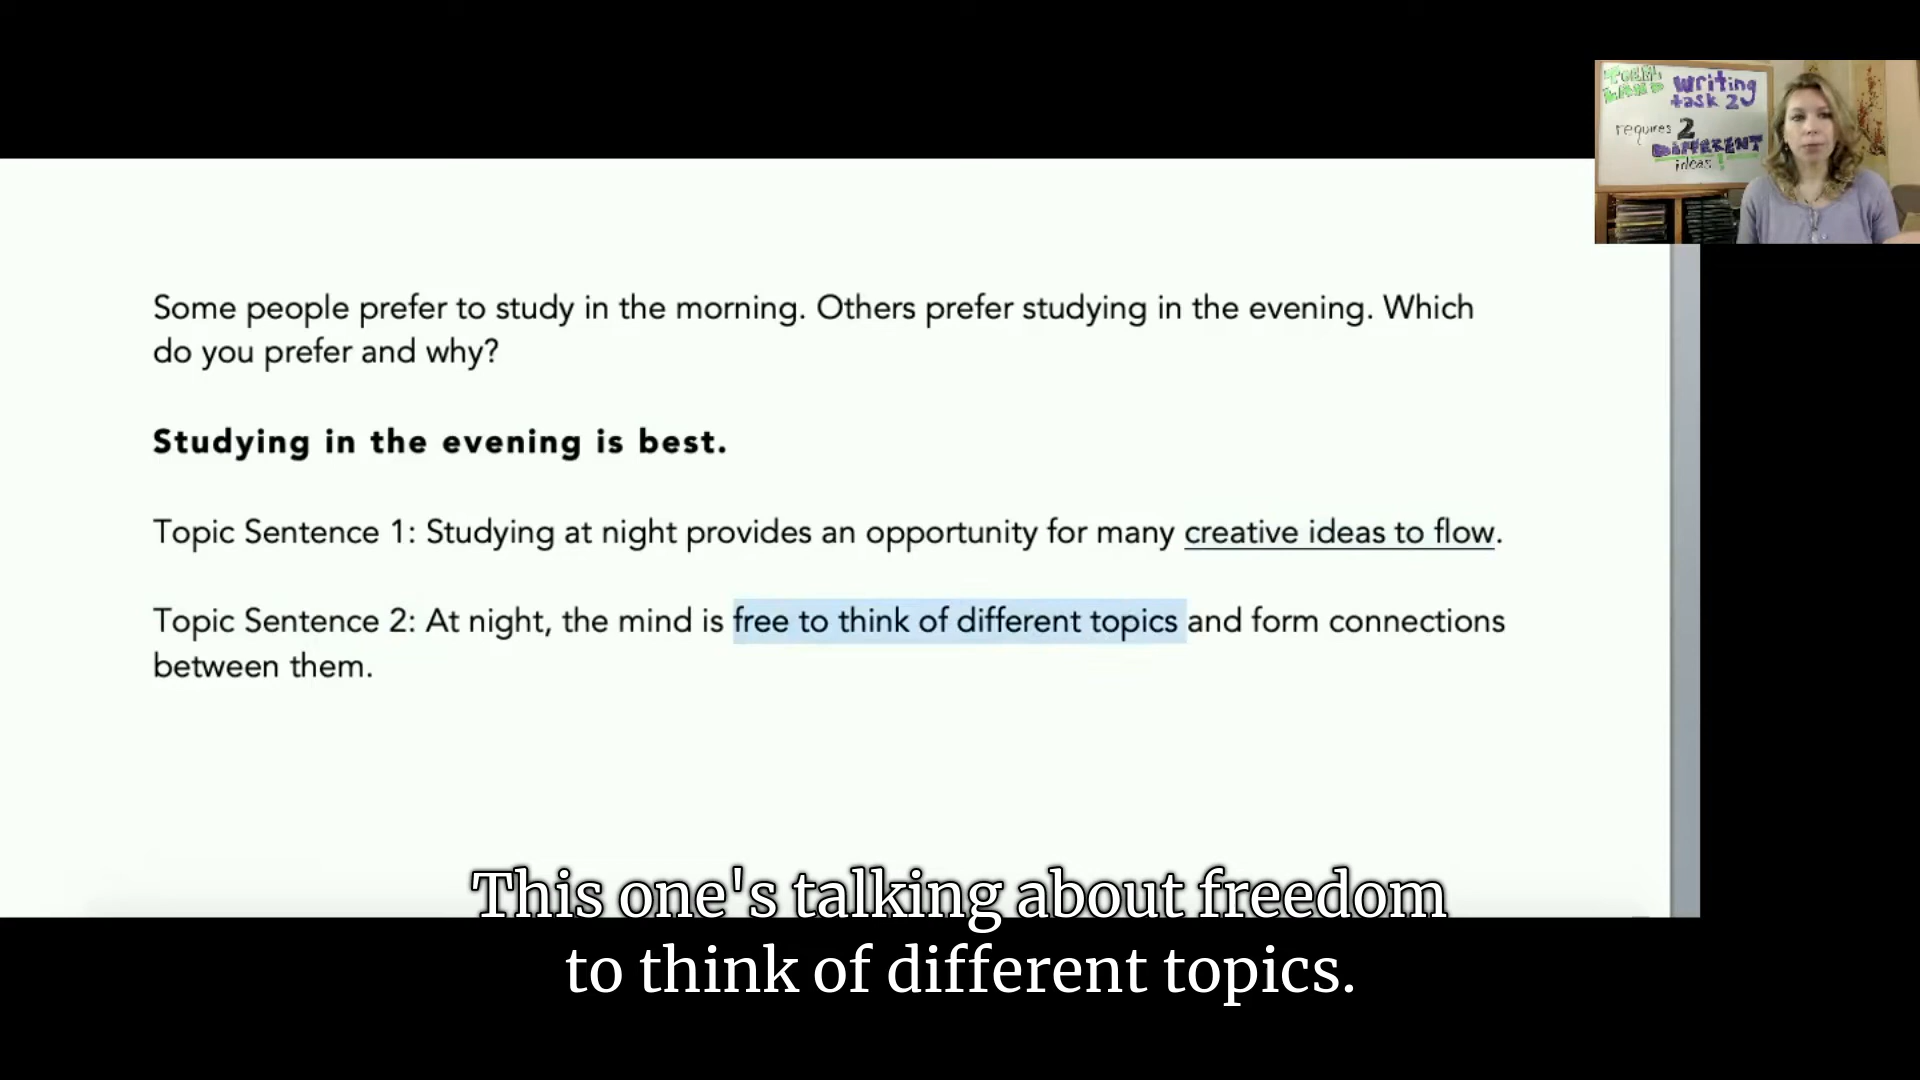 TOEFL
LAND
writing
task 2
requires 2
DIFFERENT
ideas!
Some people prefer to study in the morning. Others prefer studying in the evening. Which
do you prefer and why?
Studying in the evening is best.
Topic Sentence 1: Studying at night provides an opportunity for many creative ideas to flow.
Topic Sentence 2: At night, the mind is free to think of different topics and form connections
between them.
This one's talking about freedom
to think of different topics.